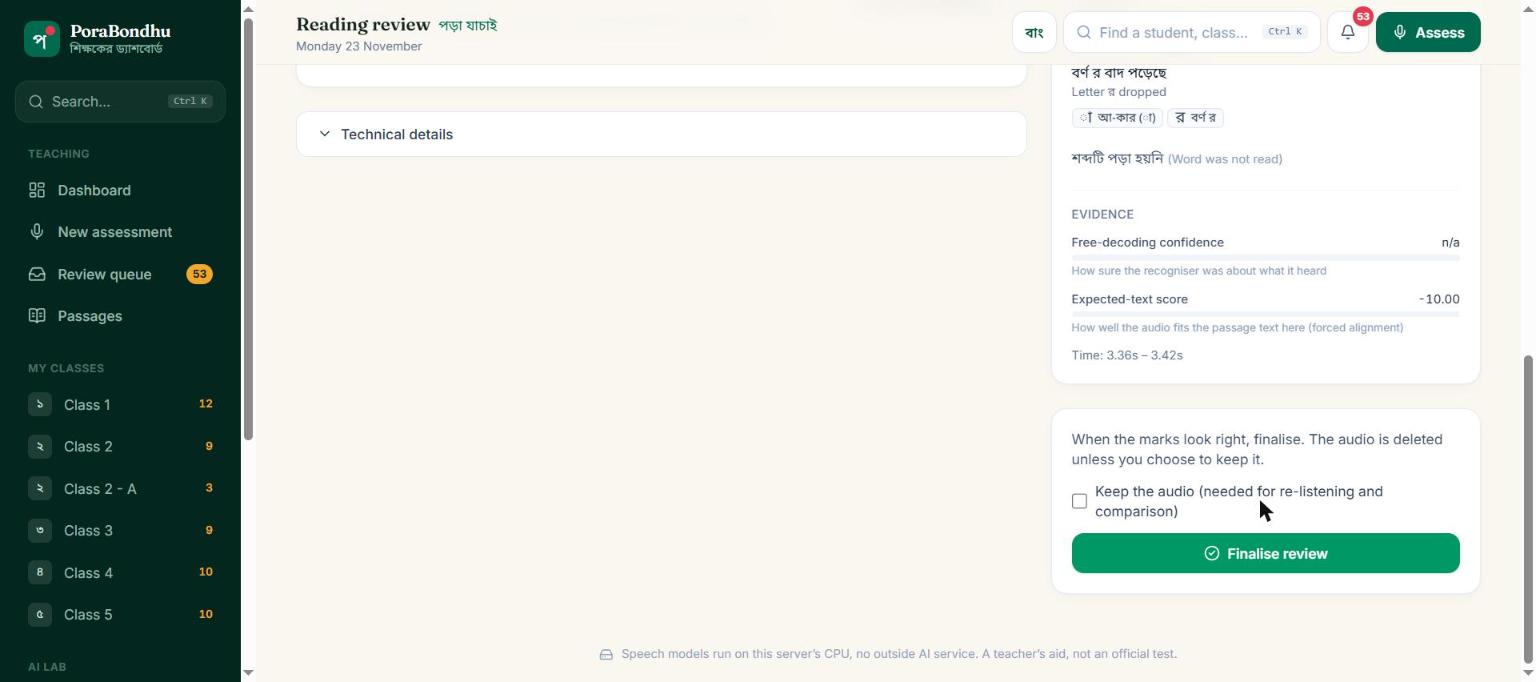 প
PoraBondhu
শিক্ষকের ড্যাশবোর্ড
Search...
Ctrl K
TEACHING
Dashboard
New assessment
Review queue
53
Passages
MY CLASSES
১ Class 1 12
২ Class 2 9
২ Class 2 - A 3
৩ Class 3 9
৪ Class 4 10
৫ Class 5 10
AI LAB
Reading review পড়া যাচাই
Monday 23 November
বাং
Find a student, class...
Ctrl K
53
Assess
Technical details
বর্ণ র বাদ পড়েছে
Letter র dropped
া আ-কার (া) র বর্ণ র
শব্দটি পড়া হয়নি (Word was not read)
EVIDENCE
Free-decoding confidence n/a
How sure the recogniser was about what it heard
Expected-text score -10.00
How well the audio fits the passage text here (forced alignment)
Time: 3.36s – 3.42s
When the marks look right, finalise. The audio is deleted
unless you choose to keep it.
Keep the audio (needed for re-listening and
comparison)
Finalise review
Speech models run on this server's CPU, no outside AI service. A teacher's aid, not an official test.